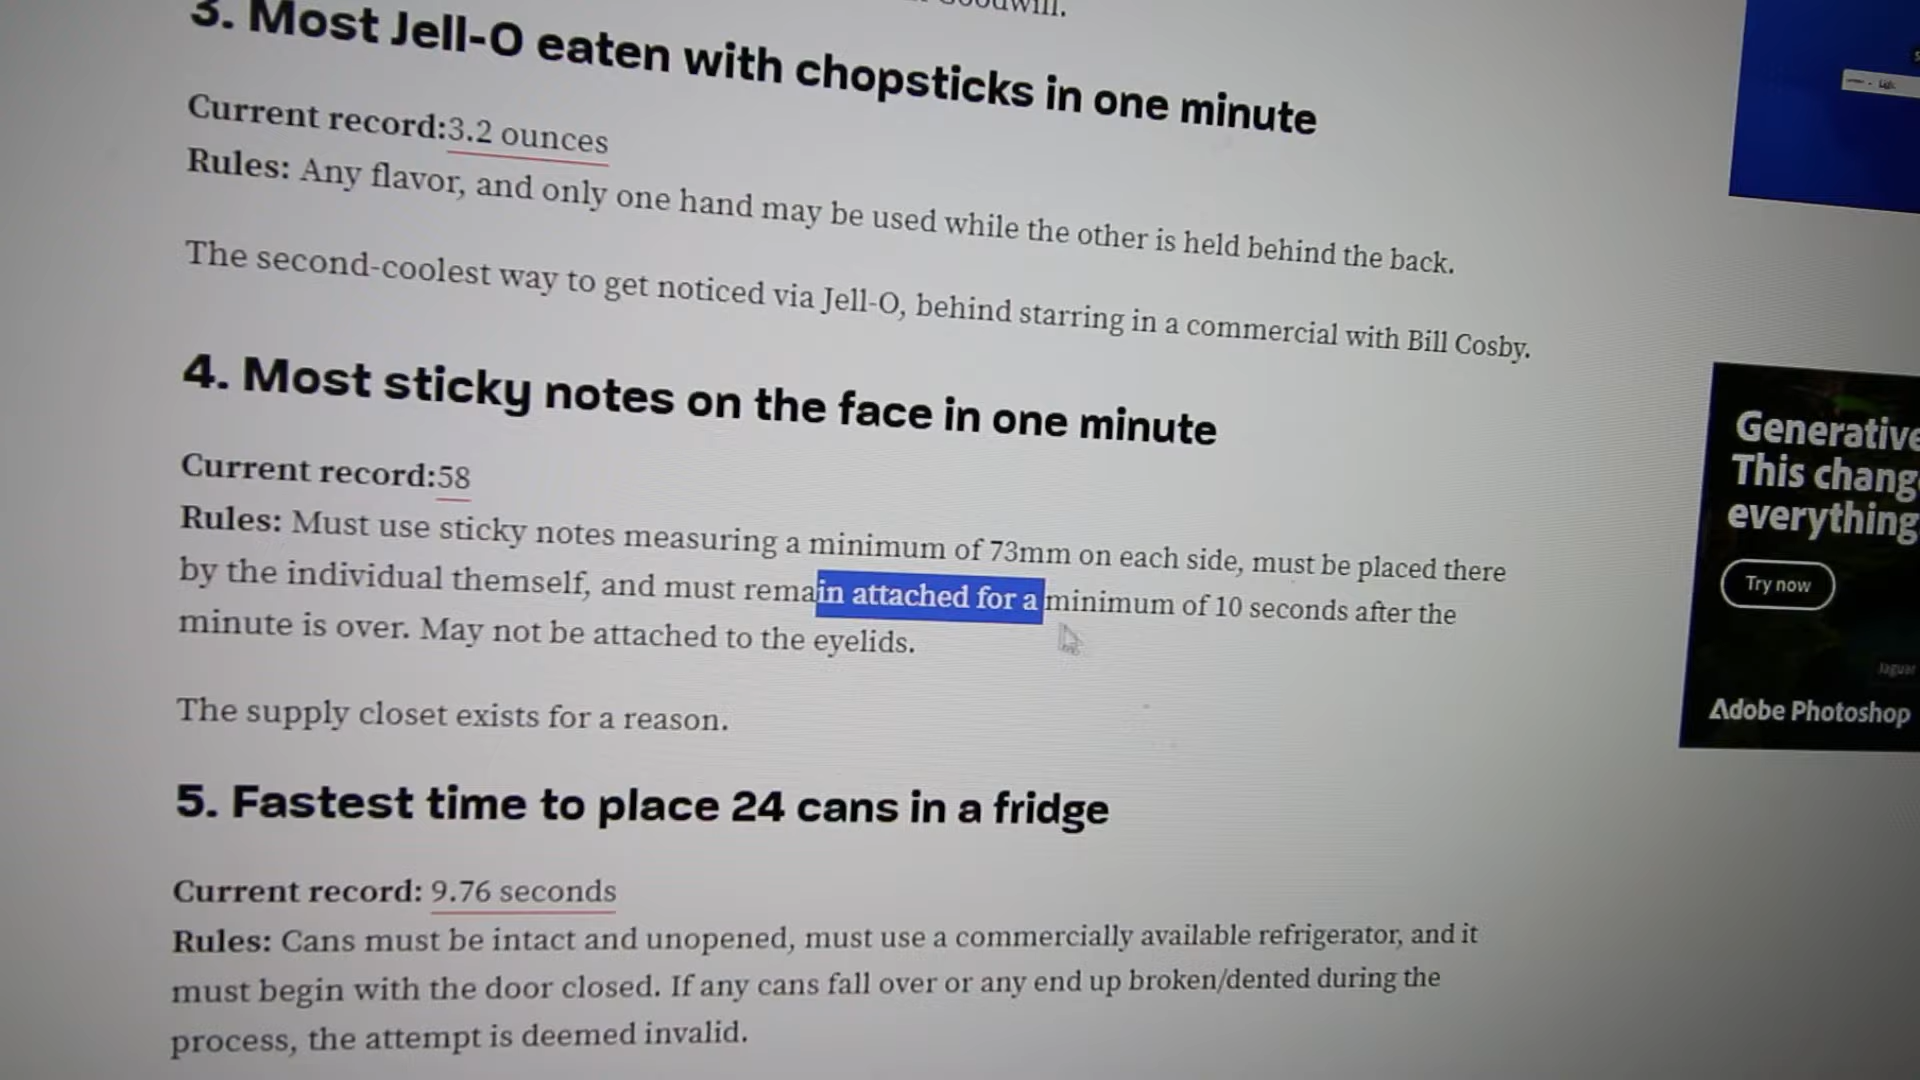 Goodwill.
3. Most Jell-O eaten with chopsticks in one minute
Current record:3.2 ounces
Rules: Any flavor, and only one hand may be used while the other is held behind the back.
The second-coolest way to get noticed via Jell-O, behind starring in a commercial with Bill Cosby.
4. Most sticky notes on the face in one minute
Current record:58
Rules: Must use sticky notes measuring a minimum of 73mm on each side, must be placed there
by the individual themself, and must remain attached for a minimum of 10 seconds after the
minute is over. May not be attached to the eyelids.
The supply closet exists for a reason.
5. Fastest time to place 24 cans in a fridge
Current record: 9.76 seconds
Rules: Cans must be intact and unopened, must use a commercially available refrigerator, and it
must begin with the door closed. If any cans fall over or any end up broken/dented during the
process, the attempt is deemed invalid.
Generative
This change
everything
Try now
Jaguar
Adobe Photoshop